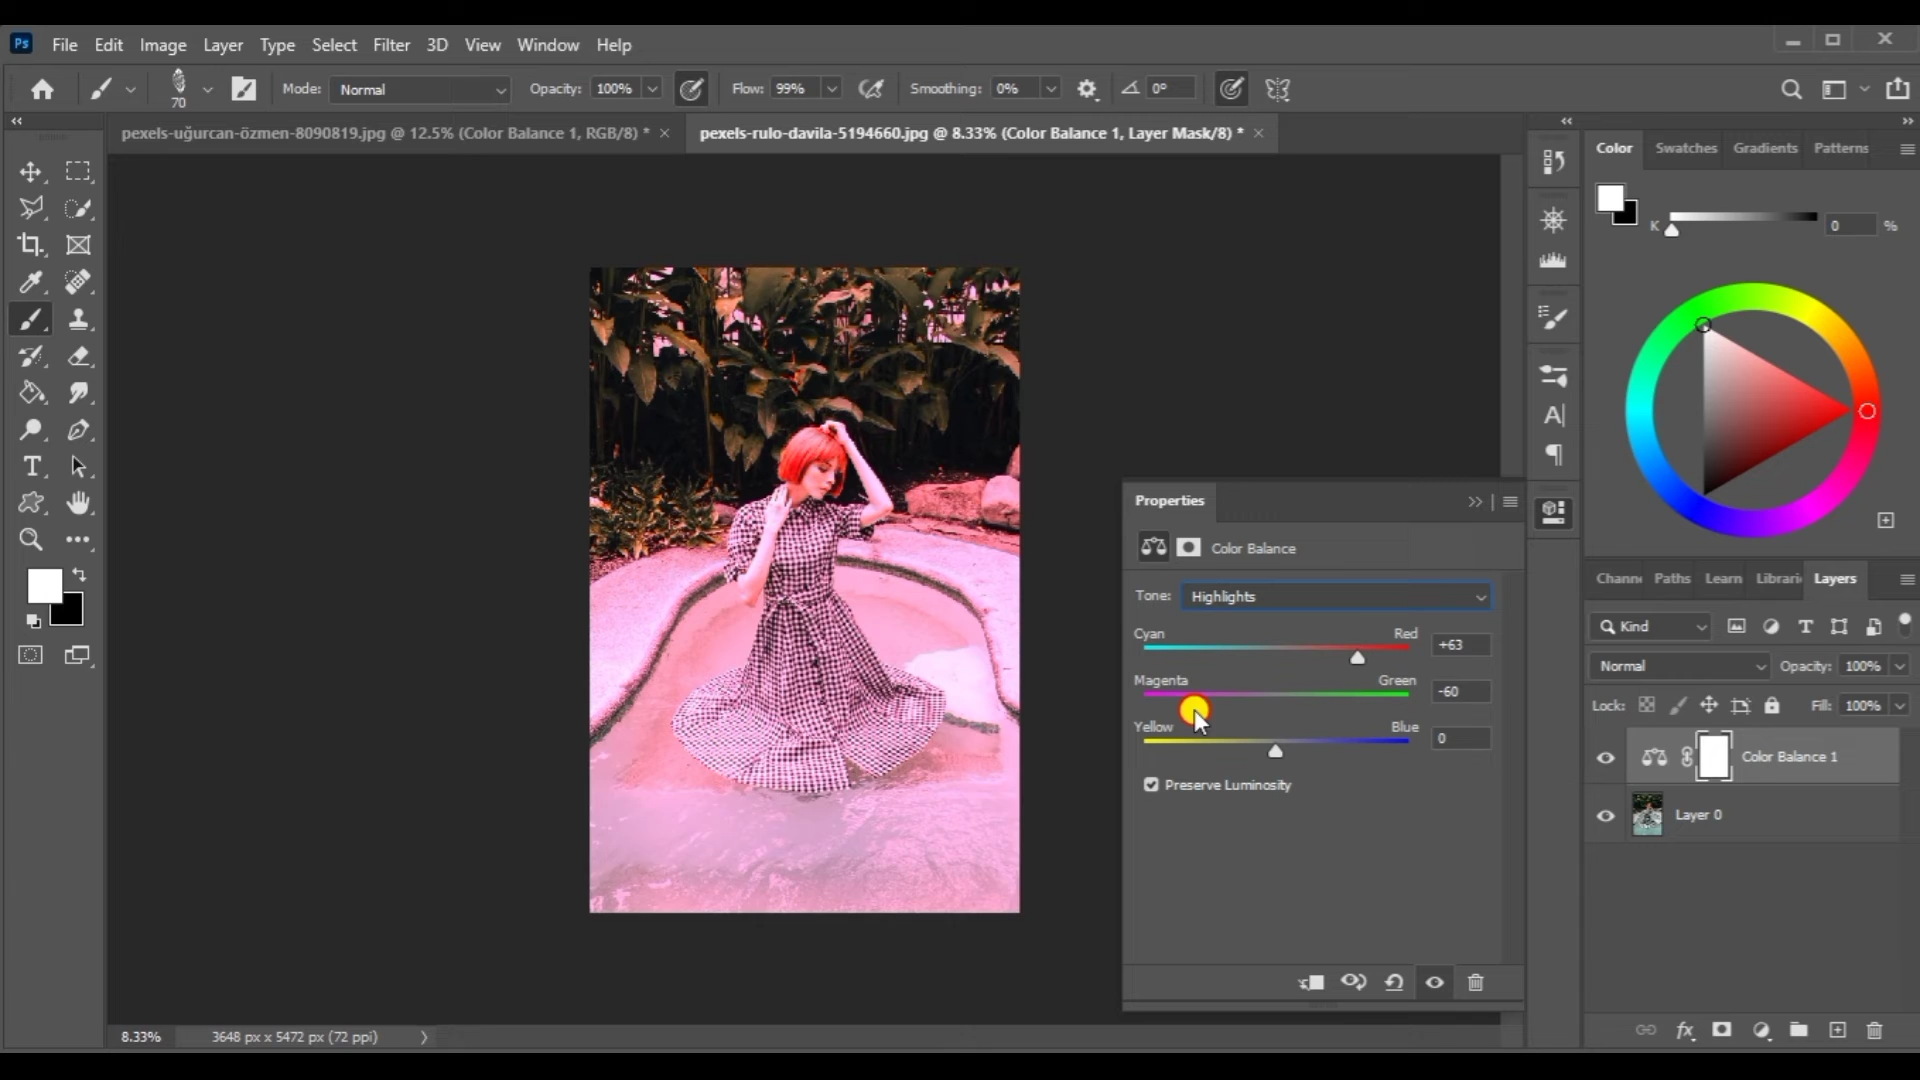 Ps File Edit Image Layer Type Select Filter 3D View Window Help
70 Mode: Normal Opacity: 100% Flow: 99% Smoothing: 0% 0°
pexels-uğurcan-özmen-8090819.jpg @ 12.5% (Color Balance 1, RGB/8) * × pexels-rulo-davila-5194660.jpg @ 8.33% (Color Balance 1, Layer Mask/8) * ×
Color Swatches Gradients Patterns
K 0 %
Properties
Color Balance
Tone: Highlights
Cyan Red +63
Magenta Green -60
Yellow Blue 0
Preserve Luminosity
Chann Paths Learn Librari Layers
Kind
Normal Opacity: 100%
Lock: Fill: 100%
Color Balance 1
Layer 0
fx
8.33% 3648 px x 5472 px (72 ppi)